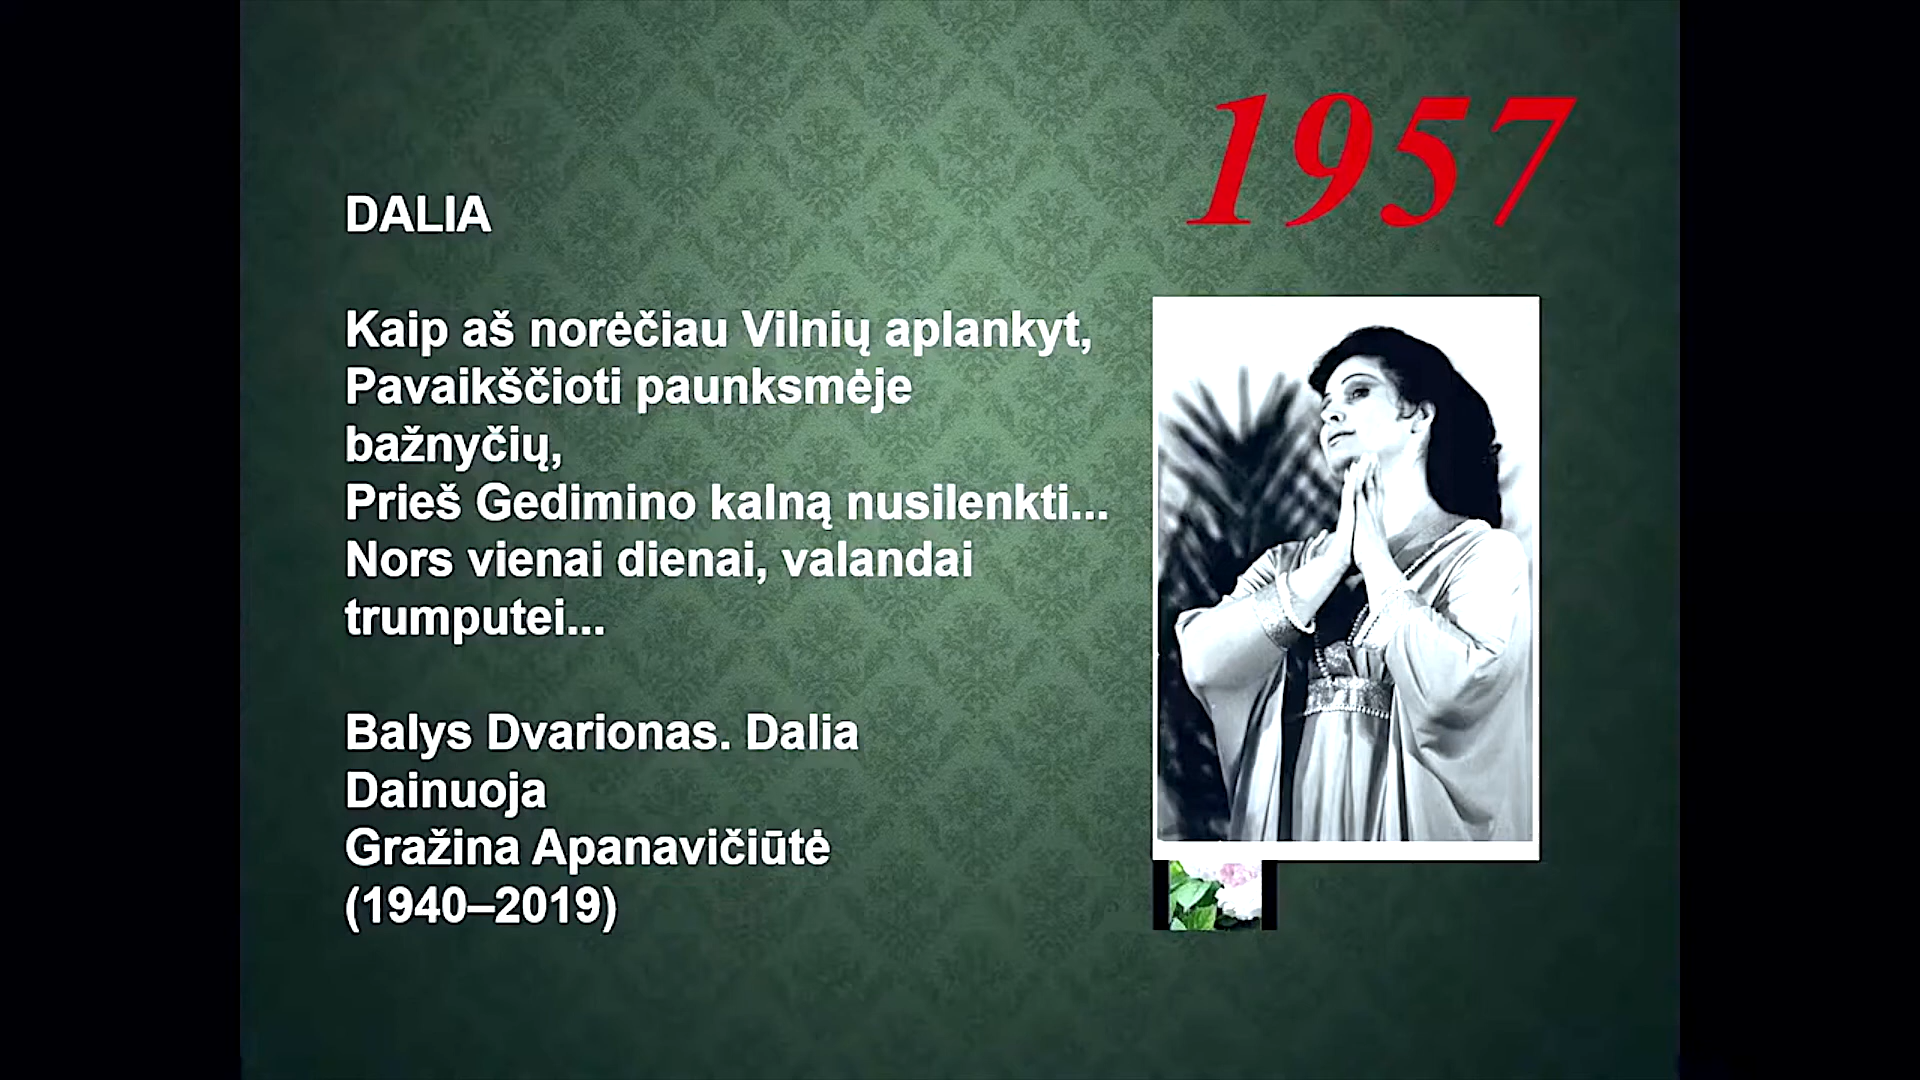 1957
DALIA
Kaip aš norėčiau Vilnių aplankyt,
Pavaikščioti paunksmėje
bažnyčių,
Prieš Gedimino kalną nusilenkti...
Nors vienai dienai, valandai
trumputei...
Balys Dvarionas. Dalia
Dainuoja
Gražina Apanavičiūtė
(1940–2019)